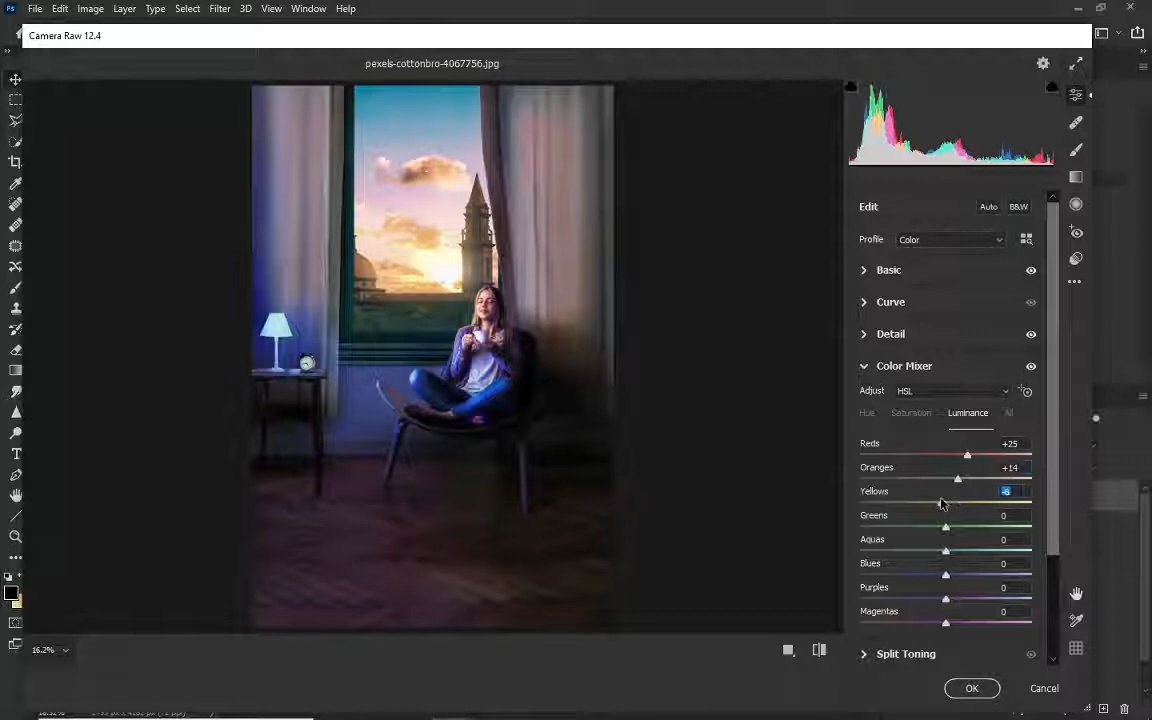 Ps File Edit Image Layer Type Select Filter 3D View Window Help
Camera Raw 12.4
pexels-cottonbro-4067756.jpg
Edit Auto B&W
Profile Color
Basic
Curve
Detail
Color Mixer
Adjust HSL
Hue Saturation Luminance All
Reds +25
Oranges +14
Yellows -6
Greens 0
Aquas 0
Blues 0
Purples 0
Magentas 0
16.2%
Split Toning
OK Cancel